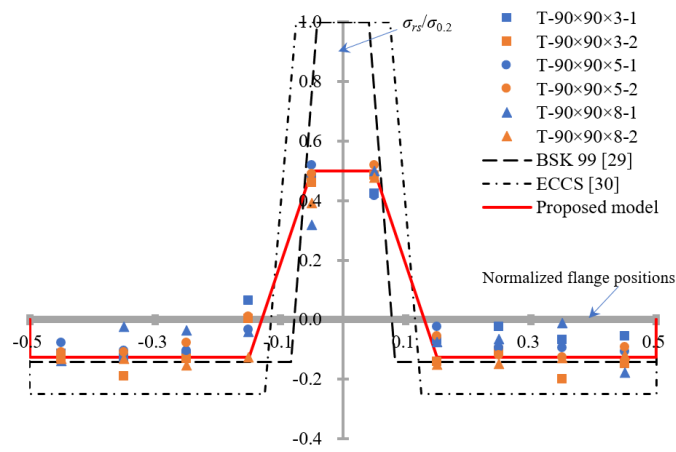 1.0
σrs/σ0.2
0.8
0.6
0.4
0.2
0.0
-0.2
-0.4
-0.5
-0.3
-0.1
0.1
0.3
0.5
Normalized flange positions
T-90×90×3-1
T-90×90×3-2
T-90×90×5-1
T-90×90×5-2
T-90×90×8-1
T-90×90×8-2
BSK 99 [29]
ECCS [30]
Proposed model